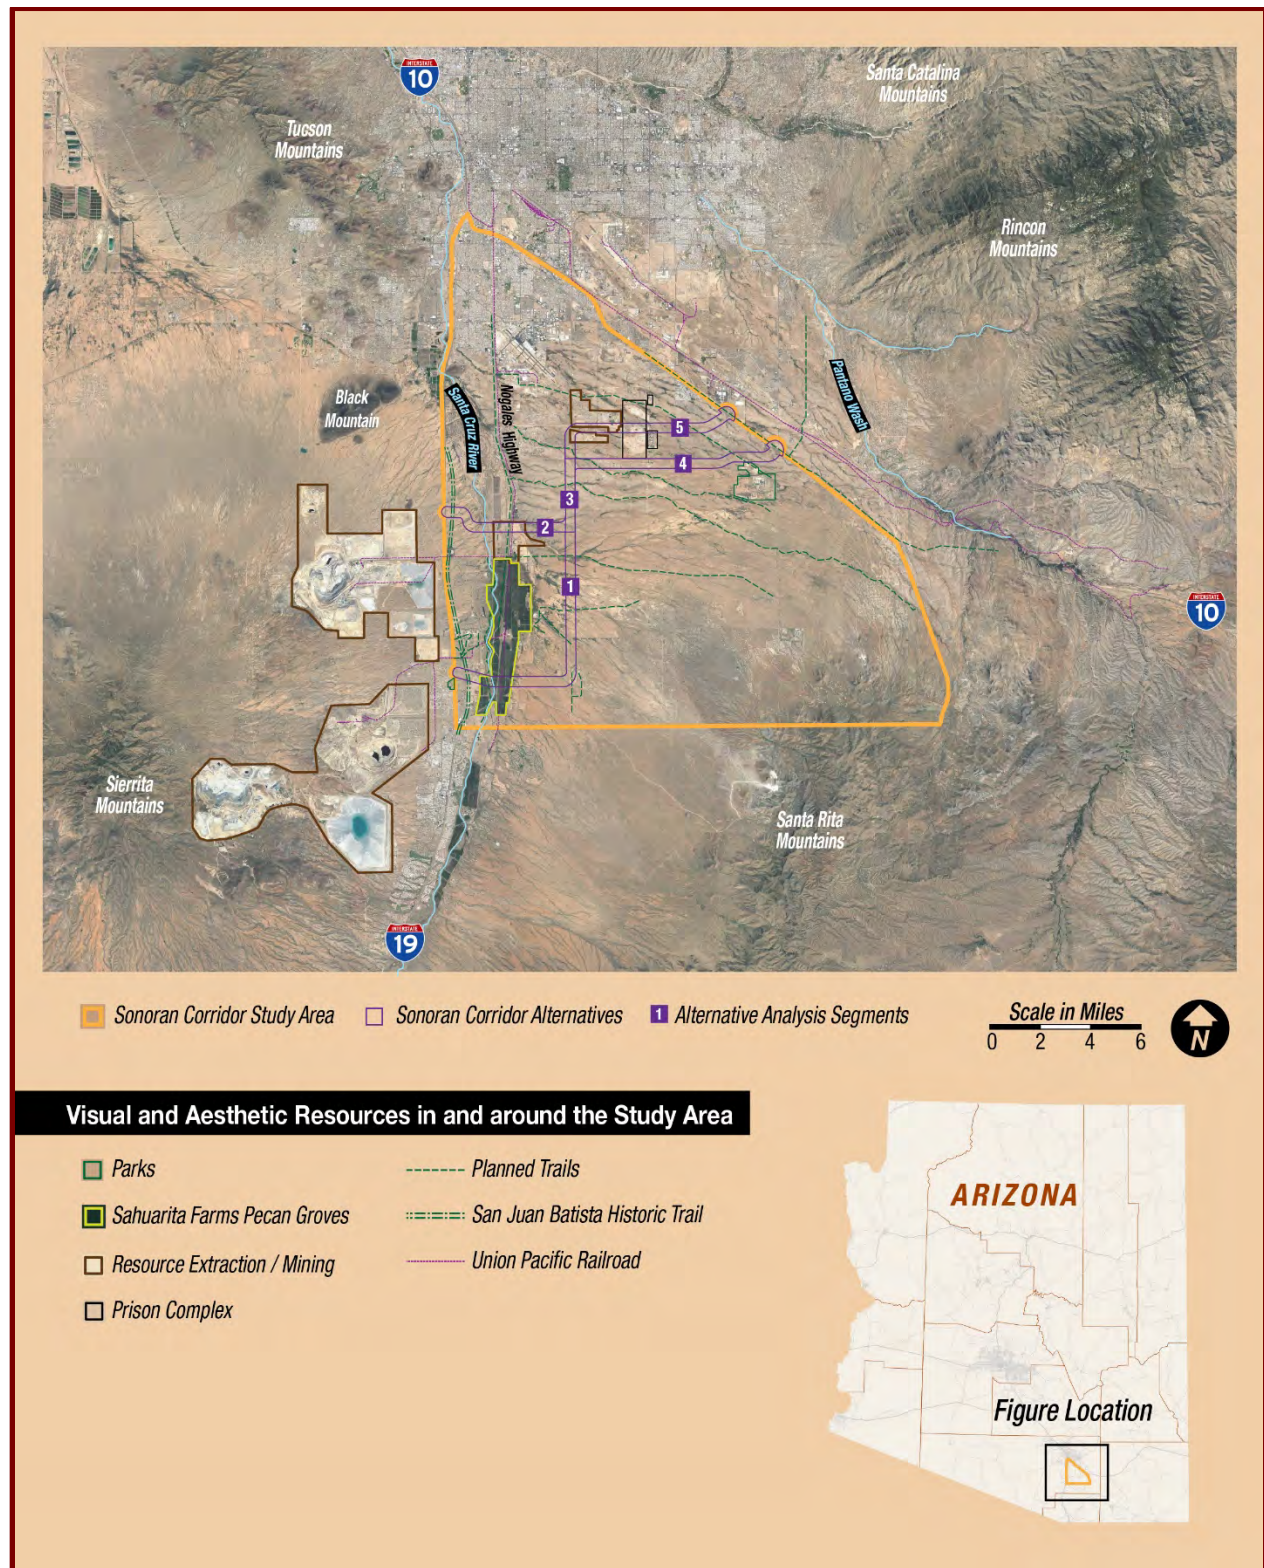 INTERSTATE
10
Santa Catalina
Mountains
Tucson
Mountains
Rincon
Mountains
Pantano Wash
Black
Mountain
Santa Cruz River
Nogales Highway
5
4
3
2
1
INTERSTATE
10
Sierrita
Mountains
Santa Rita
Mountains
INTERSTATE
19
Sonoran Corridor Study Area
Sonoran Corridor Alternatives
1 Alternative Analysis Segments
Scale in Miles
0 2 4 6
N
Visual and Aesthetic Resources in and around the Study Area
Parks
Planned Trails
Sahuarita Farms Pecan Groves
San Juan Batista Historic Trail
Resource Extraction / Mining
Union Pacific Railroad
Prison Complex
ARIZONA
Figure Location